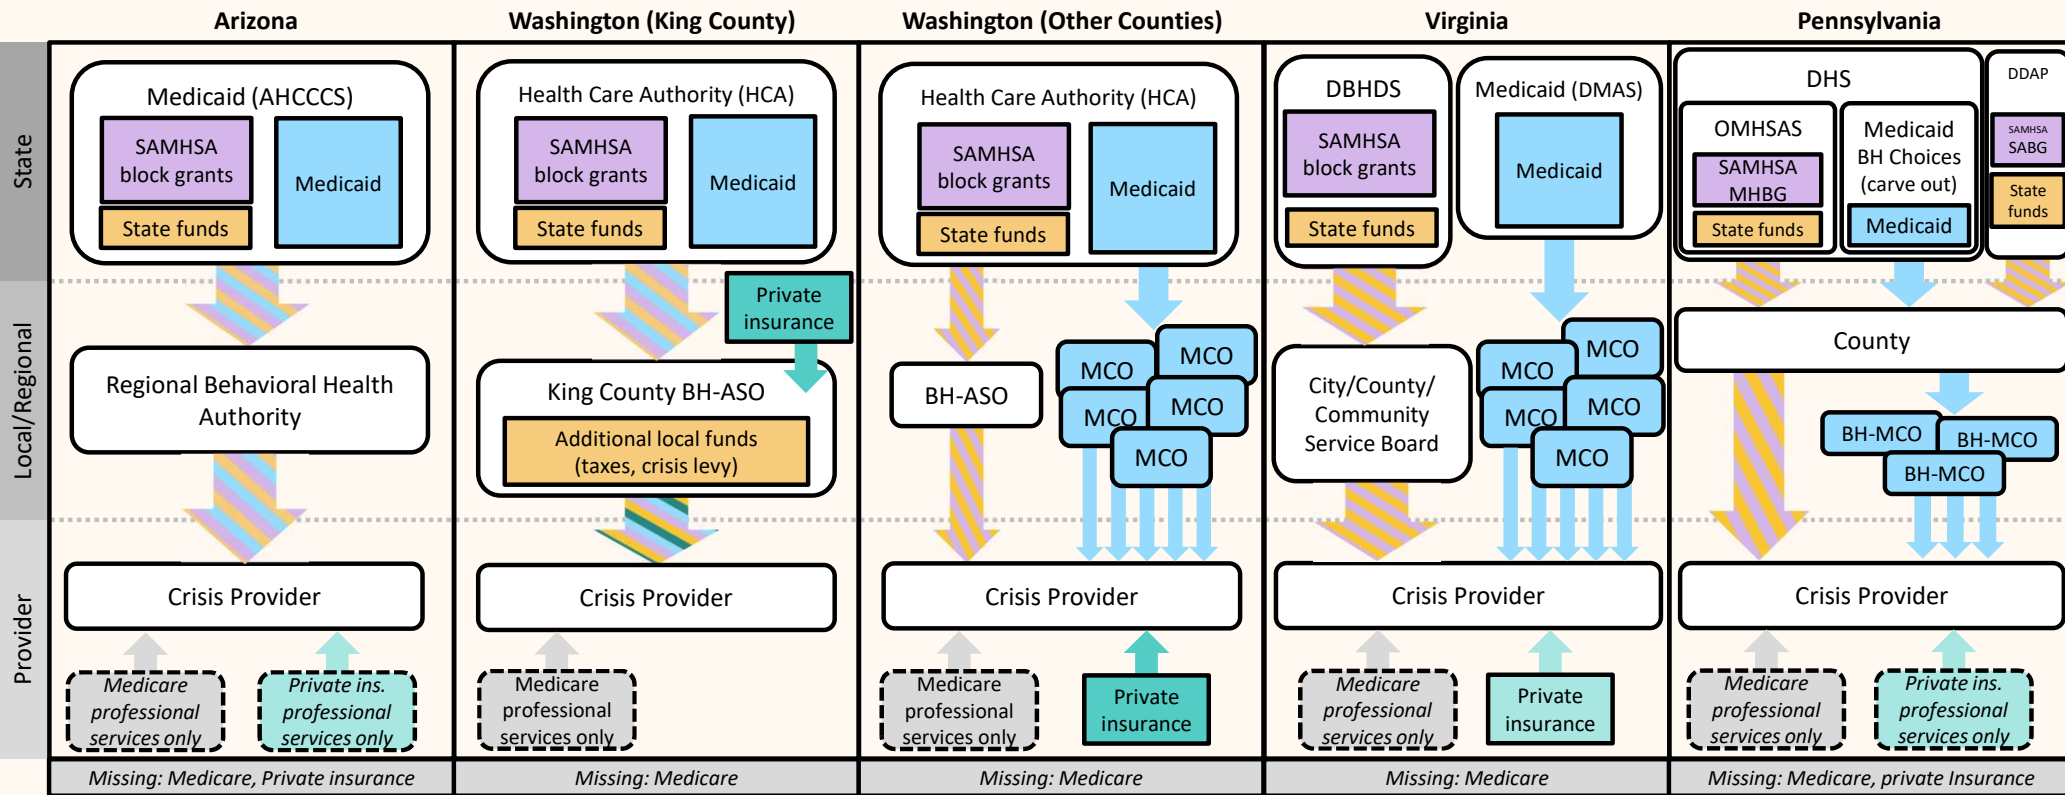 Arizona
Washington (King County)
Washington (Other Counties)
Virginia
Pennsylvania
State
Local/Regional
Provider
Medicaid (AHCCCS)
SAMHSA
block grants
State funds
Medicaid
Regional Behavioral Health
Authority
Crisis Provider
Medicare
professional
services only
Private ins.
professional
services only
Missing: Medicare, Private insurance
Health Care Authority (HCA)
SAMHSA
block grants
State funds
Medicaid
Private
insurance
King County BH-ASO
Additional local funds
(taxes, crisis levy)
Crisis Provider
Medicare
professional
services only
Missing: Medicare
Health Care Authority (HCA)
SAMHSA
block grants
State funds
Medicaid
BH-ASO
MCO
MCO
MCO
MCO
MCO
Crisis Provider
Medicare
professional
services only
Private
insurance
Missing: Medicare
DBHDS
SAMHSA
block grants
State funds
Medicaid (DMAS)
Medicaid
City/County/
Community
Service Board
MCO
MCO
MCO
MCO
MCO
Crisis Provider
Medicare
professional
services only
Private
insurance
Missing: Medicare
DHS
OMHSAS
SAMHSA
MHBG
State funds
Medicaid
BH Choices
(carve out)
Medicaid
DDAP
SAMHSA
SABG
State
funds
County
BH-MCO
BH-MCO
BH-MCO
Crisis Provider
Medicare
professional
services only
Private ins.
professional
services only
Missing: Medicare, private Insurance